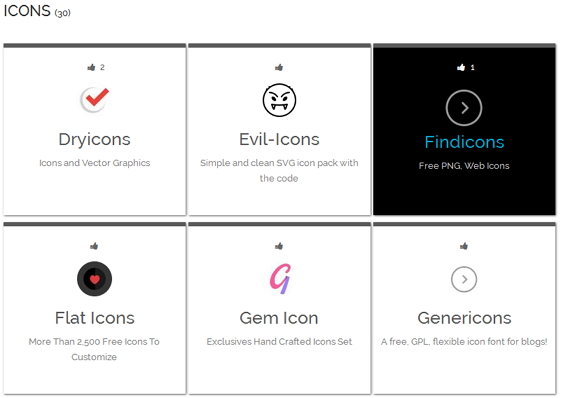 ICONS (30)
2
Dryicons
Icons and Vector Graphics
Evil-Icons
Simple and clean SVG icon pack with
the code
1
Findicons
Free PNG, Web Icons
Flat Icons
More Than 2,500 Free Icons To
Customize
Gem Icon
Exclusives Hand Crafted Icons Set
Genericons
A free, GPL, flexible icon font for blogs!